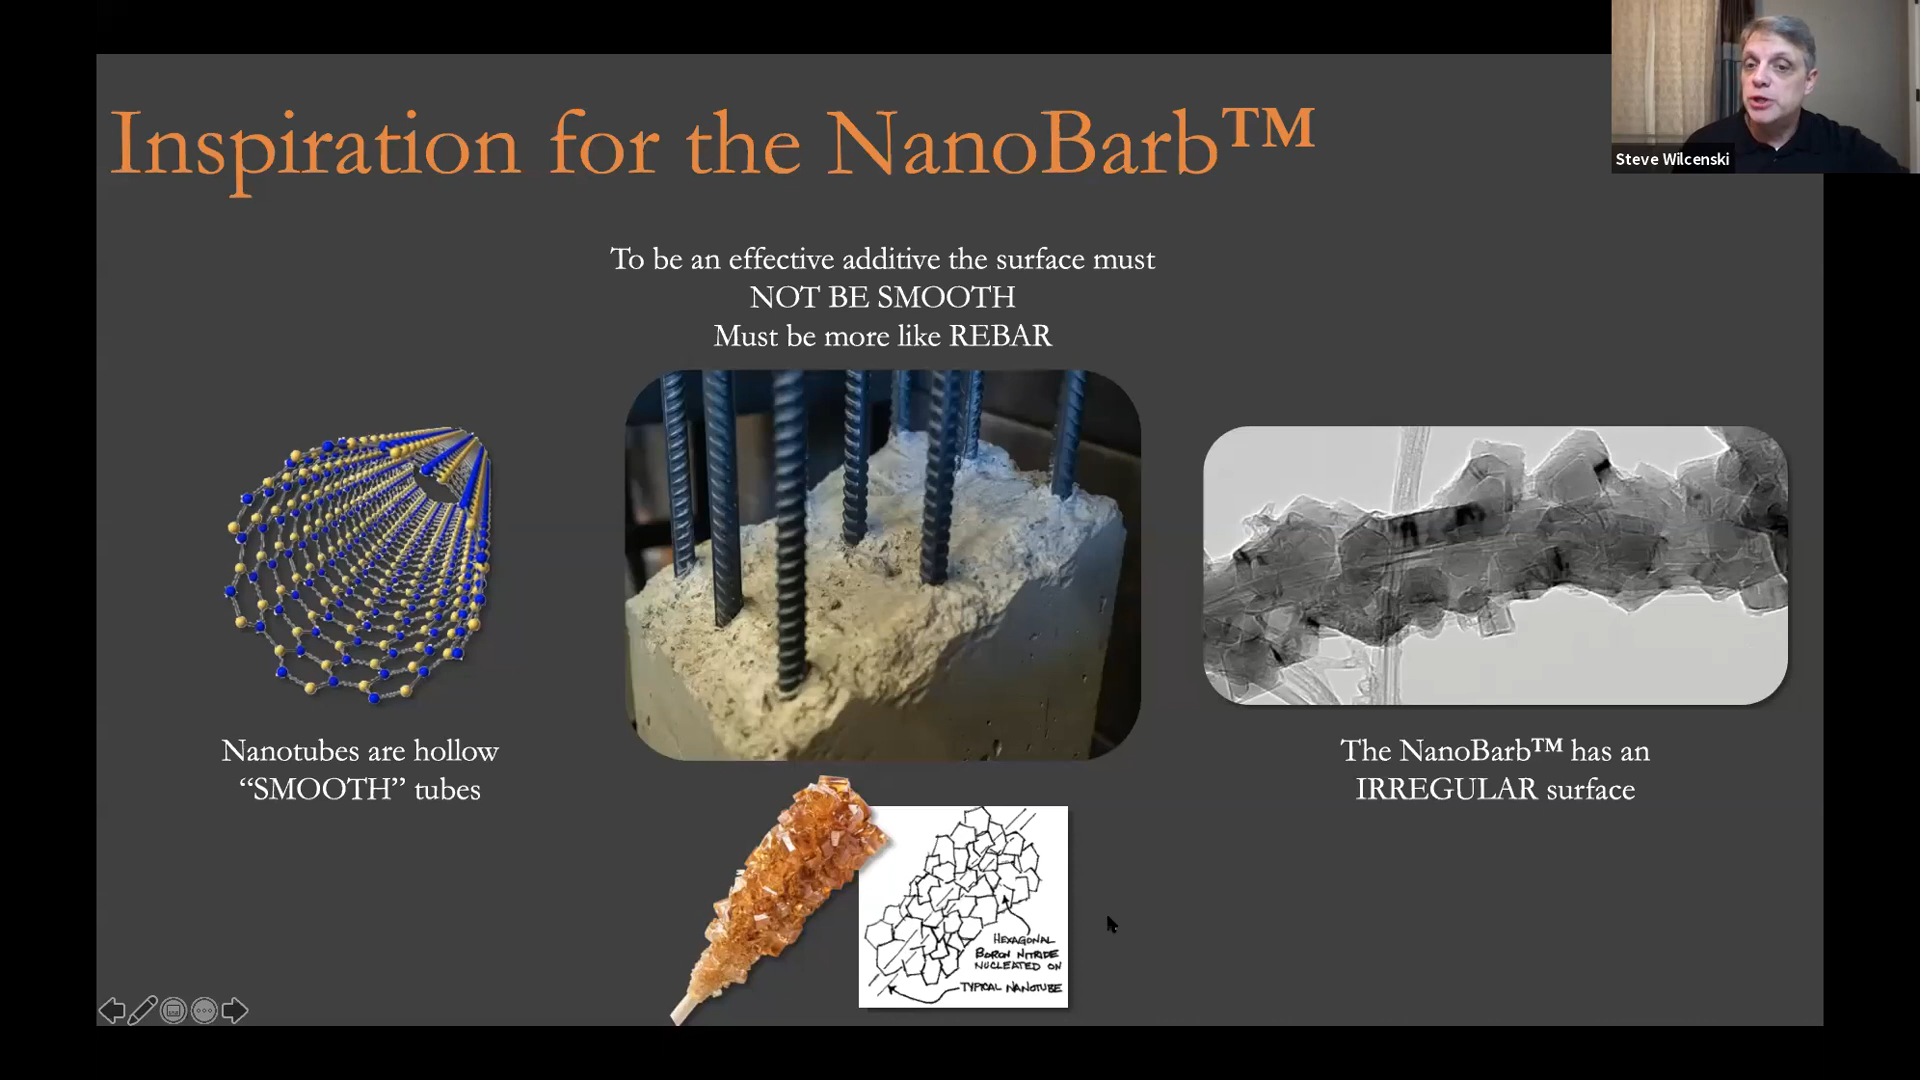 Inspiration for the NanoBarb™
Steve Wilcenski
To be an effective additive the surface must
NOT BE SMOOTH
Must be more like REBAR
Nanotubes are hollow
“SMOOTH” tubes
The NanoBarb™ has an
IRREGULAR surface
HEXAGONAL
BORON NITRIDE
NUCLEATED ON
TYPICAL NANOTUBE